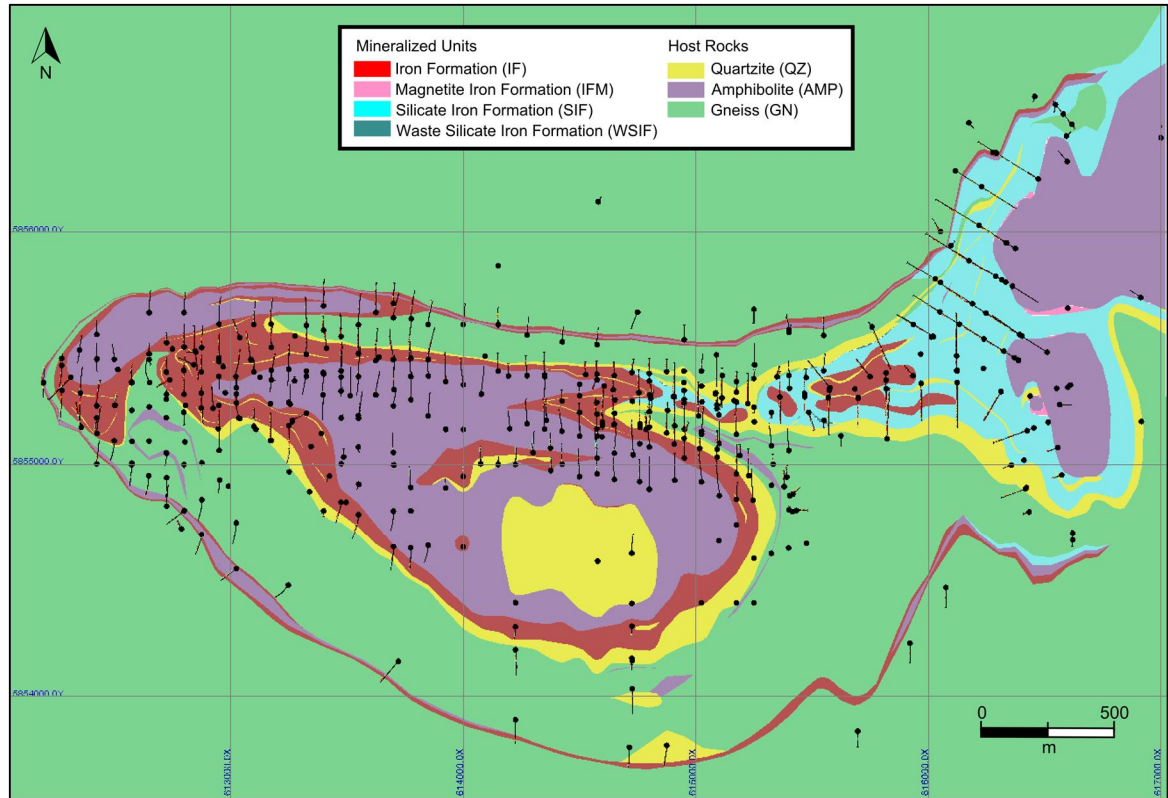 N
Mineralized Units
Iron Formation (IF)
Magnetite Iron Formation (IFM)
Silicate Iron Formation (SIF)
Waste Silicate Iron Formation (WSIF)
Host Rocks
Quartzite (QZ)
Amphibolite (AMP)
Gneiss (GN)
5856000.0Y
5855000.0Y
5854000.0Y
613000.0X
614000.0X
615000.0X
616000.0X
617000.0X
0 500
m